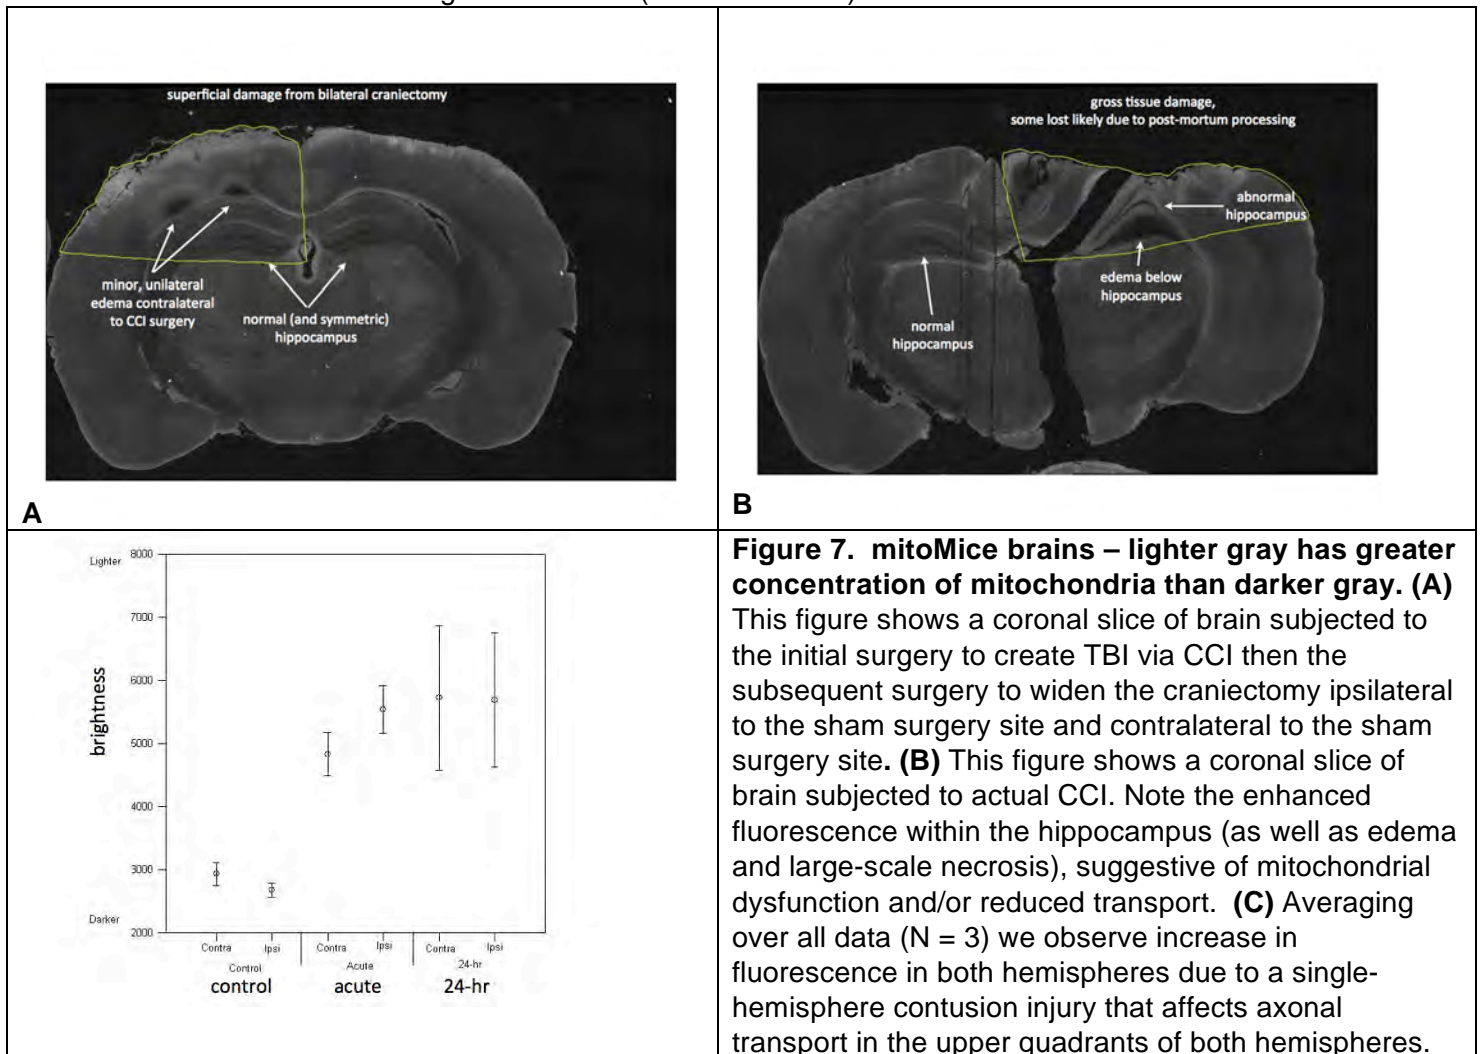 superficial damage from bilateral craniectomy
minor, unilateral
edema contralateral
to CCI surgery
normal (and symmetric)
hippocampus
A
gross tissue damage,
some lost likely due to post-mortum processing
abnormal
hippocampus
edema below
hippocampus
normal
hippocampus
B
Lighter
8000
7000
6000
5000
4000
3000
2000
Darker
brightness
Contra Ipsi Contra Ipsi Contra Ipsi
Control Acute 24-hr
control acute 24-hr
Figure 7. mitoMice brains – lighter gray has greater
concentration of mitochondria than darker gray. (A)
This figure shows a coronal slice of brain subjected to
the initial surgery to create TBI via CCI then the
subsequent surgery to widen the craniectomy ipsilateral
to the sham surgery site and contralateral to the sham
surgery site. (B) This figure shows a coronal slice of
brain subjected to actual CCI. Note the enhanced
fluorescence within the hippocampus (as well as edema
and large-scale necrosis), suggestive of mitochondrial
dysfunction and/or reduced transport. (C) Averaging
over all data (N = 3) we observe increase in
fluorescence in both hemispheres due to a single-
hemisphere contusion injury that affects axonal
transport in the upper quadrants of both hemispheres.